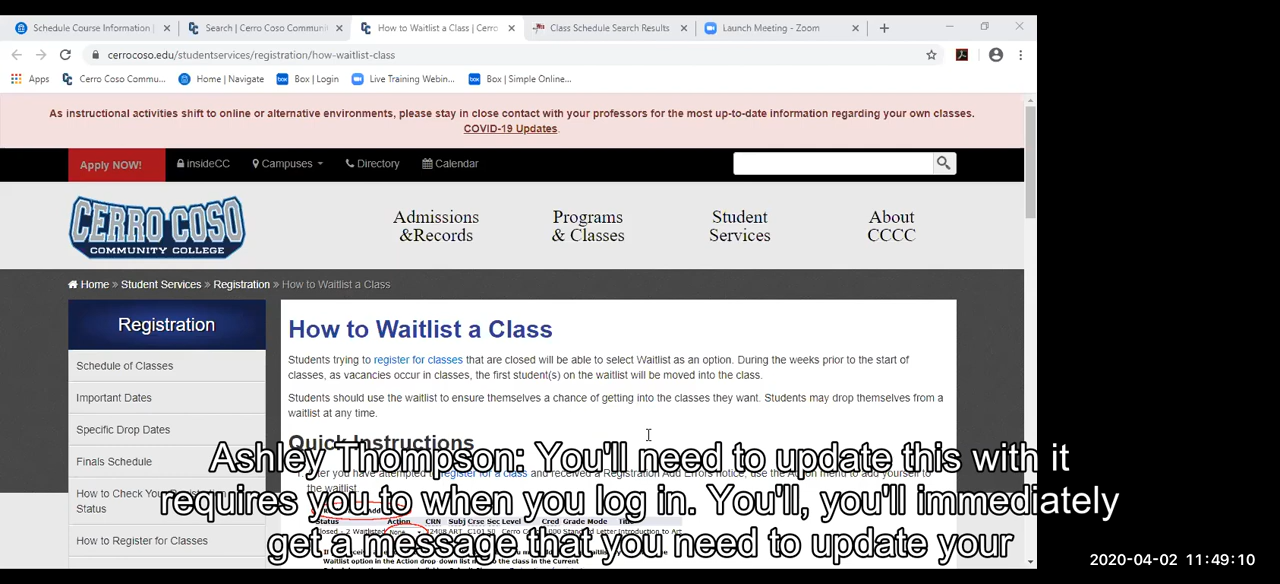 Schedule Course Information |
Search | Cerro Coso Communi
How to Waitlist a Class | Cerro
Class Schedule Search Results
Launch Meeting - Zoom
cerrocoso.edu/studentservices/registration/how-waitlist-class
Apps
Cerro Coso Commu...
Home | Navigate
Box | Login
Live Training Webin...
Box | Simple Online...
As instructional activities shift to online or alternative environments, please stay in close contact with your professors for the most up-to-date information regarding your own classes.
COVID-19 Updates.
Apply NOW!
insideCC
Campuses
Directory
Calendar
CERRO COSO
COMMUNITY COLLEGE
Admissions
&Records
Programs
& Classes
Student
Services
About
CCCC
Home » Student Services » Registration » How to Waitlist a Class
Registration
Schedule of Classes
Important Dates
Specific Drop Dates
Finals Schedule
How to Check Your
Status
How to Register for Classes
How to Waitlist a Class
Students trying to register for classes that are closed will be able to select Waitlist as an option. During the weeks prior to the start of
classes, as vacancies occur in classes, the first student(s) on the waitlist will be moved into the class.
Students should use the waitlist to ensure themselves a chance of getting into the classes they want. Students may drop themselves from a
waitlist at any time.
Quick Instructions
Ashley Thompson: You'll need to update this with it
requires you to when you log in. You'll, you'll immediately
get a message that you need to update your
2020-04-02 11:49:10